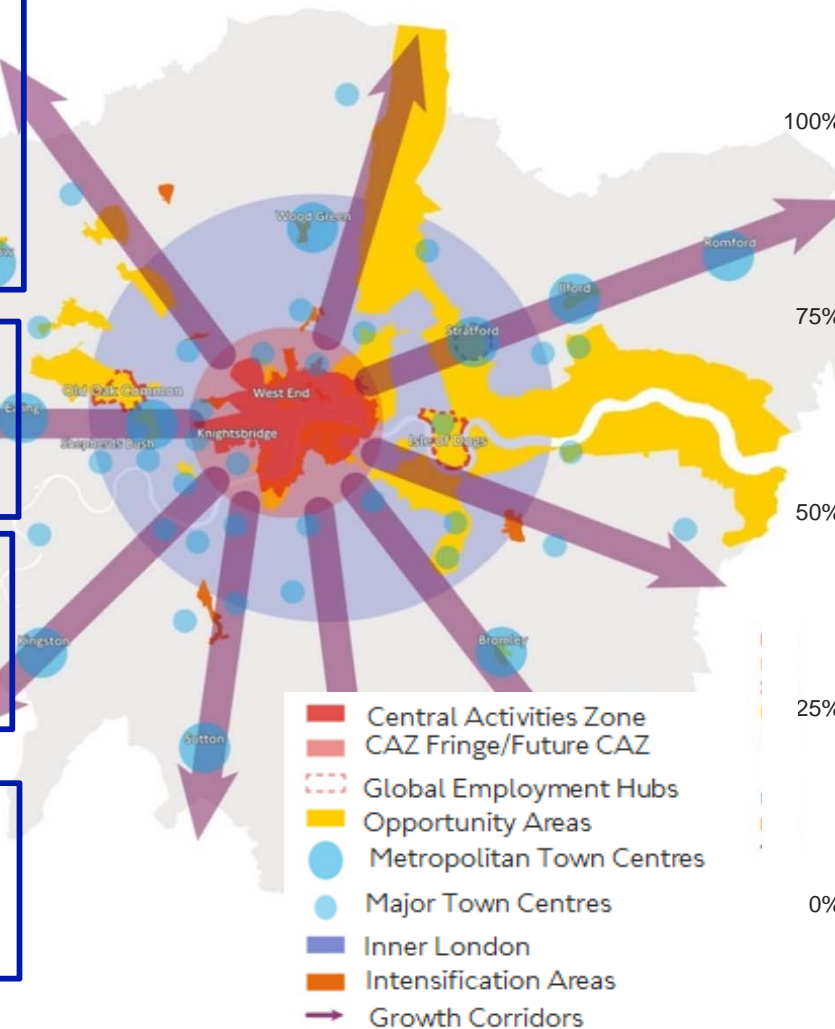 100%
Wood Green
Romford
Ilford
75%
Stratford
Old Oak Common
West End
Ealing
Knightsbridge
Isle of Dogs
Shepherds Bush
50%
Kingston
Bromley
25%
Sutton
Central Activities Zone
CAZ Fringe/Future CAZ
Global Employment Hubs
Opportunity Areas
Metropolitan Town Centres
Major Town Centres
0%
Inner London
Intensification Areas
Growth Corridors